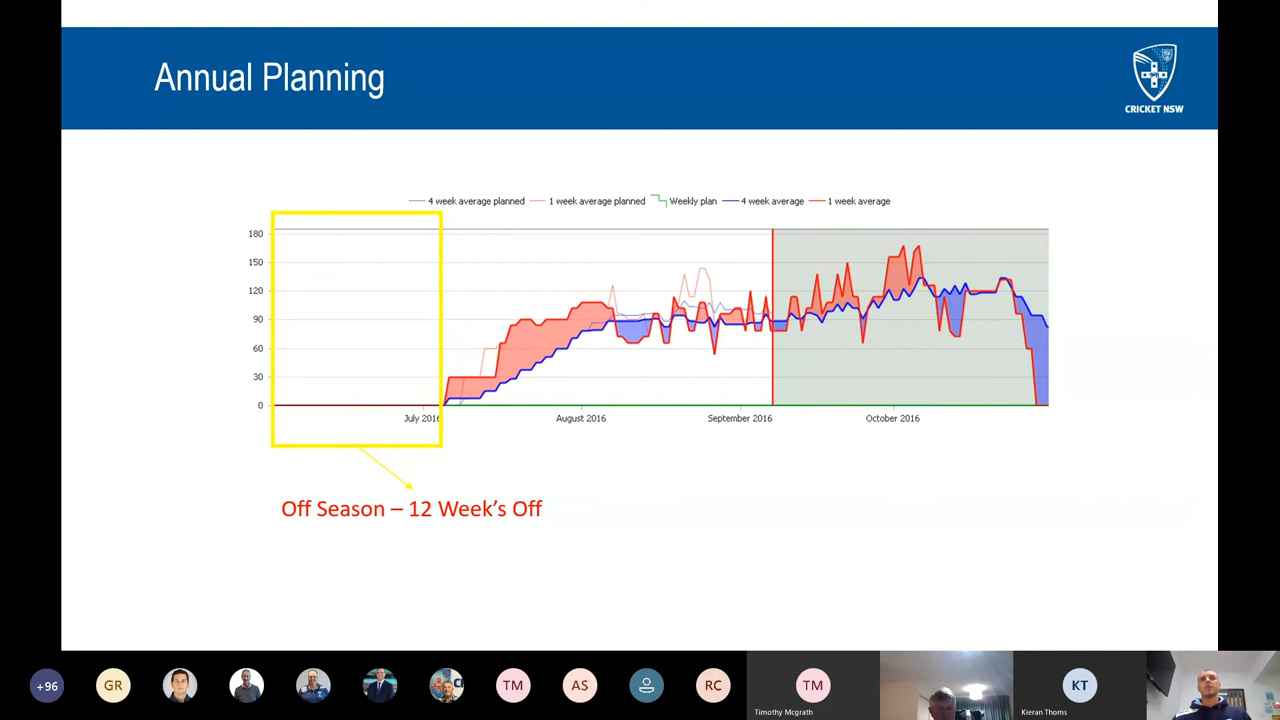 Annual Planning
CRICKET NSW
4 week average planned 1 week average planned Weekly plan 4 week average 1 week average
180
150
120
90
60
30
0
July 2016 August 2016 September 2016 October 2016
Off Season – 12 Week's Off
+96 GR TM AS RC TM KT
Timothy Mcgrath Kieran Thoms